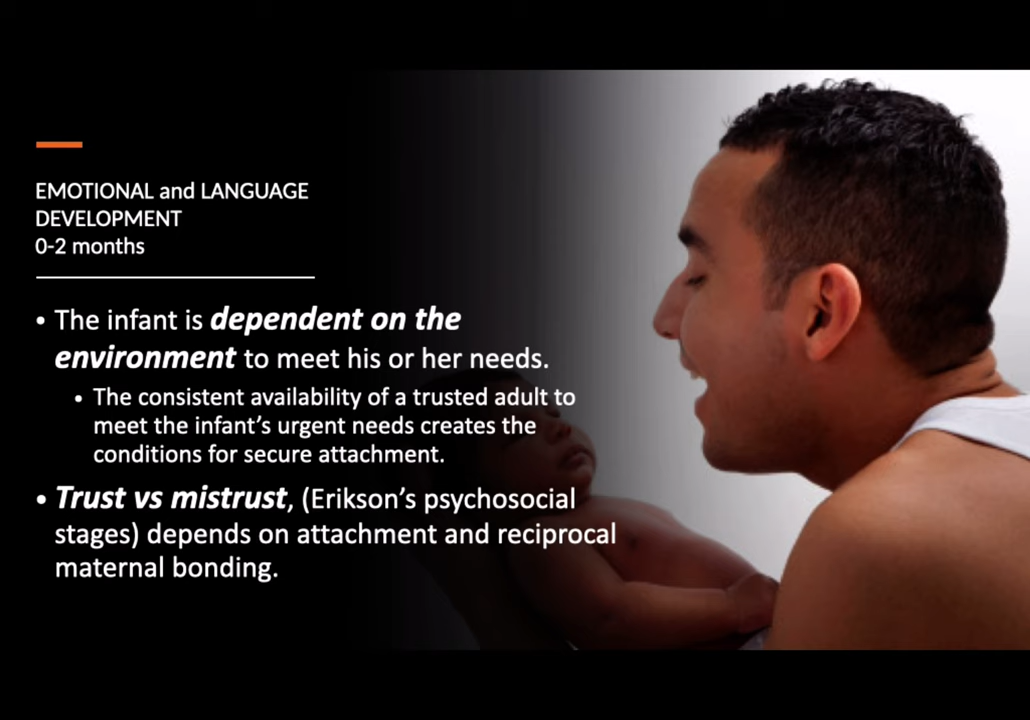 EMOTIONAL and LANGUAGE
DEVELOPMENT
0-2 months
• The infant is dependent on the
environment to meet his or her needs.
• The consistent availability of a trusted adult to
meet the infant's urgent needs creates the
conditions for secure attachment.
• Trust vs mistrust, (Erikson's psychosocial
stages) depends on attachment and reciprocal
maternal bonding.